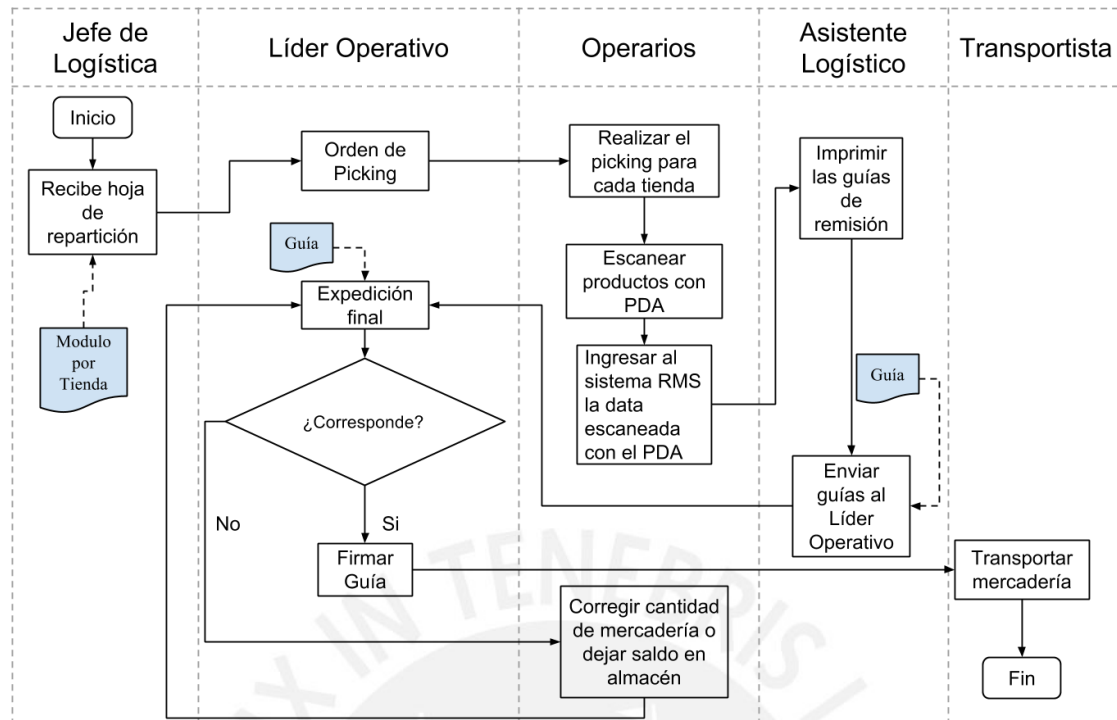 Jefe de
Logística
Líder Operativo
Operarios
Asistente
Logístico
Transportista
Inicio
Recibe hoja
de
repartición
Modulo
por
Tienda
Orden de
Picking
Guía
Expedición
final
¿Corresponde?
No
Si
Firmar
Guía
Realizar el
picking para
cada tienda
Escanear
productos con
PDA
Ingresar al
sistema RMS
la data
escaneada
con el PDA
Corregir cantidad
de mercadería o
dejar saldo en
almacén
Imprimir
las guías
de
remisión
Guía
Enviar
guías al
Líder
Operativo
Transportar
mercadería
Fin
X IN TENEBRIS